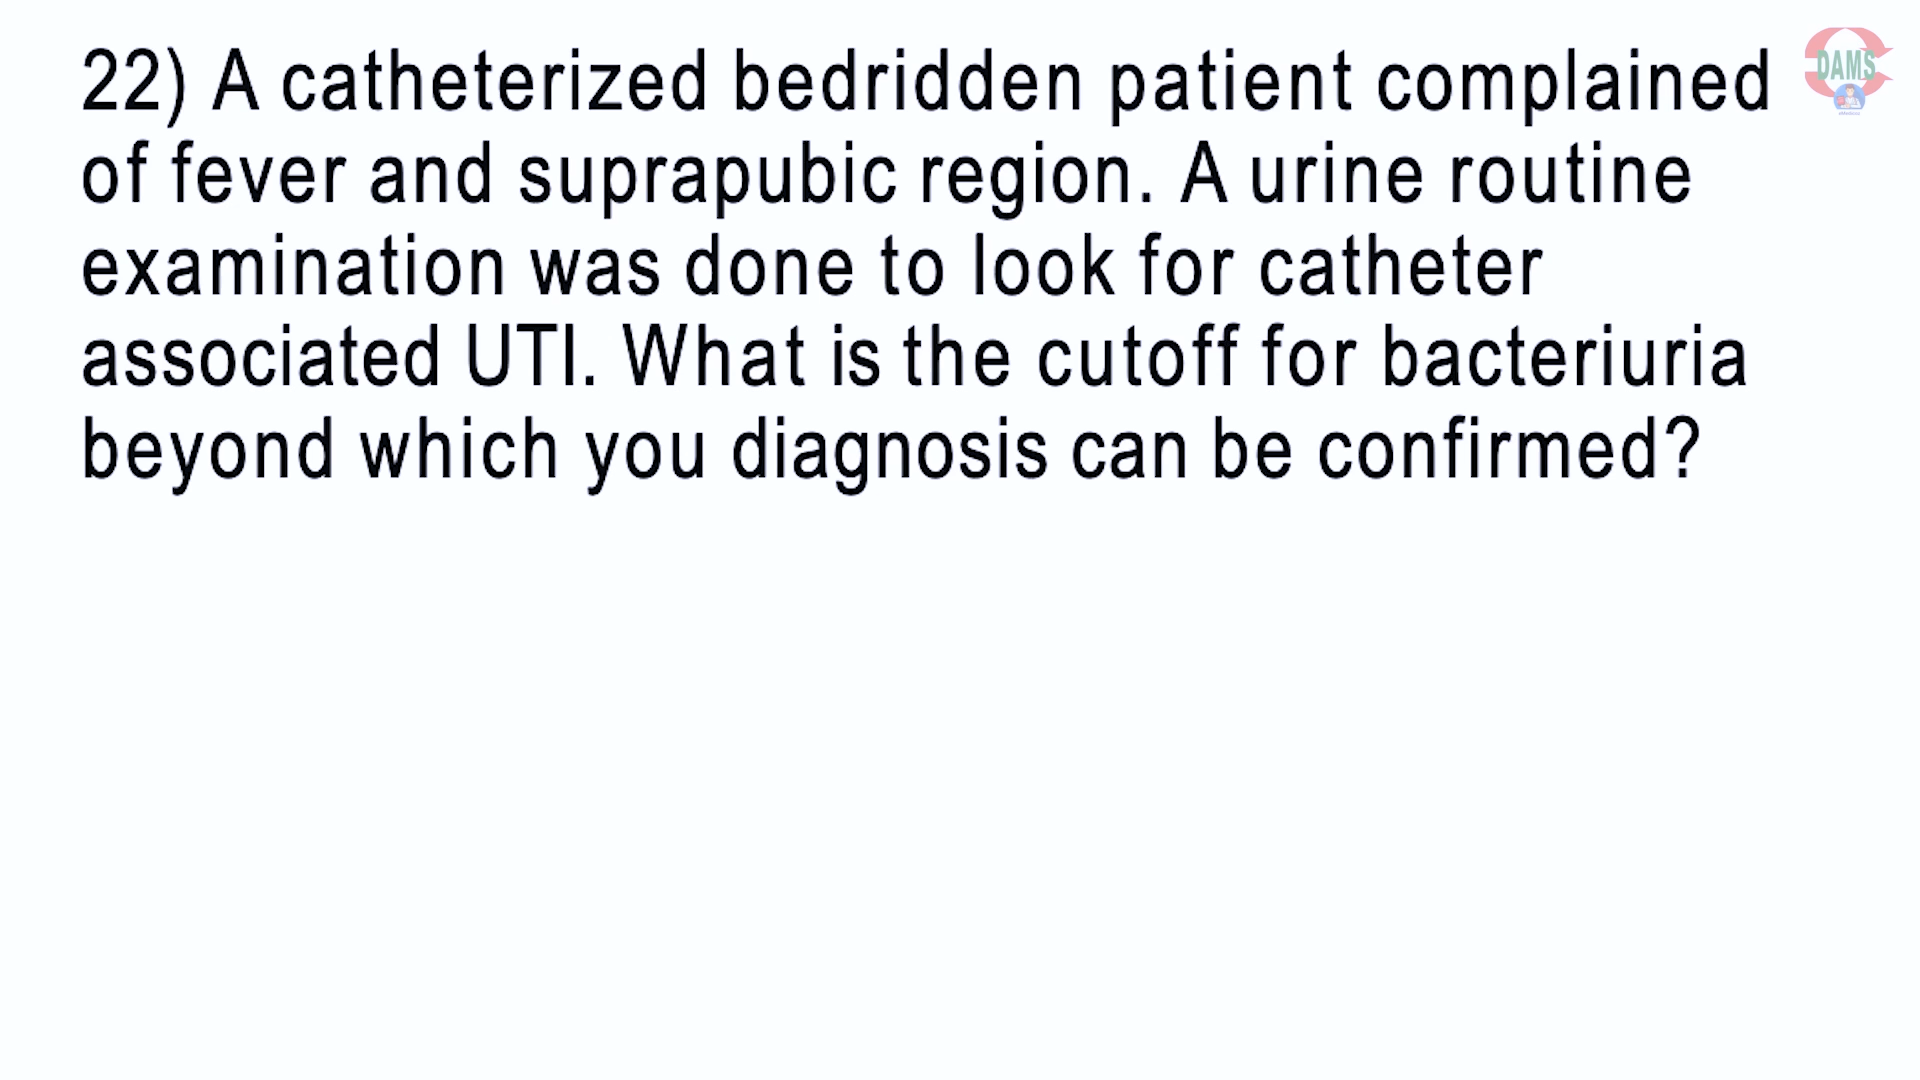 22) A catheterized bedridden patient complained
of fever and suprapubic region. A urine routine
examination was done to look for catheter
associated UTI. What is the cutoff for bacteriuria
beyond which you diagnosis can be confirmed?
DAMS